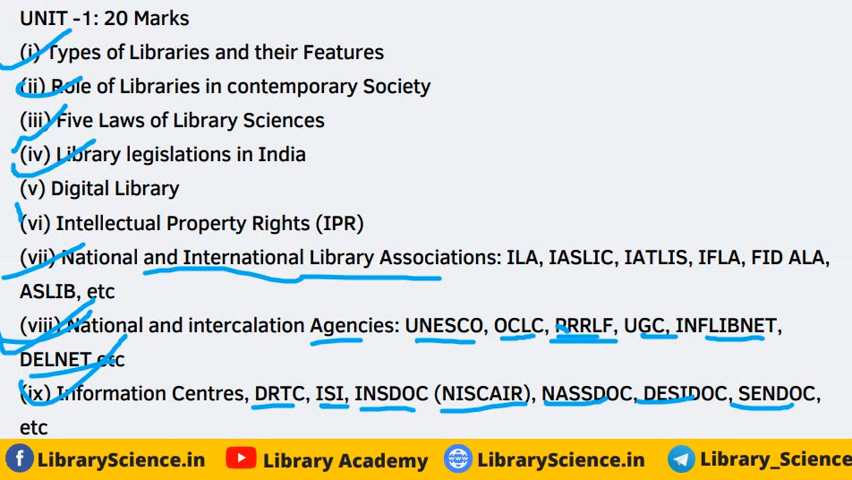 UNIT -1: 20 Marks
(i) Types of Libraries and their Features
(ii) Role of Libraries in contemporary Society
(iii) Five Laws of Library Sciences
(iv) Library legislations in India
(v) Digital Library
(vi) Intellectual Property Rights (IPR)
(vii) National and International Library Associations: ILA, IASLIC, IATLIS, IFLA, FID ALA,
ASLIB, etc
(viii) National and intercalation Agencies: UNESCO, OCLC, PRRLF, UGC, INFLIBNET,
DELNET etc
(ix) Information Centres, DRTC, ISI, INSDOC (NISCAIR), NASSDOC, DESIDOC, SENDOC,
etc
LibraryScience.in Library Academy LibraryScience.in Library_Science